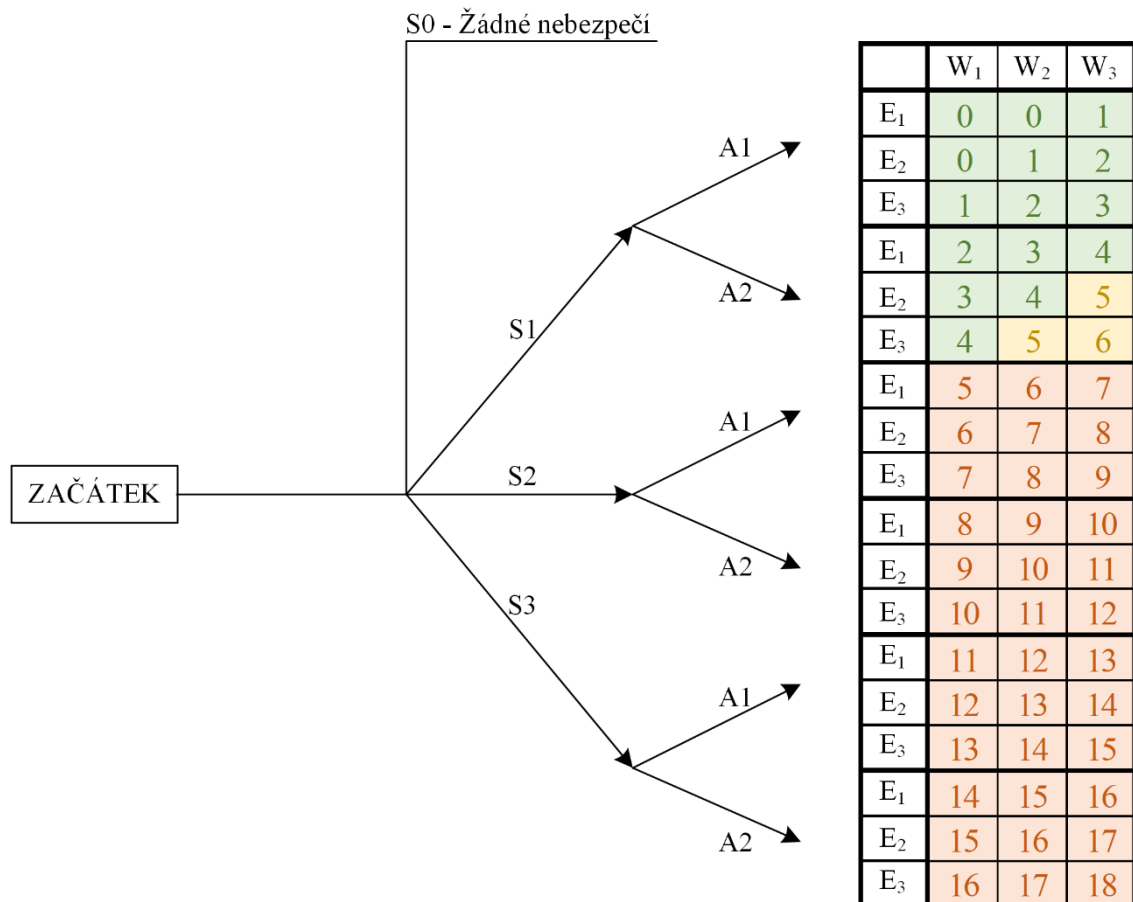 S0 - Žádné nebezpečí
W₁ W₂ W₃
E₁ 0 0 1
A1
E₂ 0 1 2
E₃ 1 2 3
E₁ 2 3 4
A2
E₂ 3 4 5
S1
E₃ 4 5 6
E₁ 5 6 7
A1
E₂ 6 7 8
S2
E₃ 7 8 9
ZAČÁTEK
E₁ 8 9 10
A2
E₂ 9 10 11
S3
E₃ 10 11 12
E₁ 11 12 13
A1
E₂ 12 13 14
E₃ 13 14 15
E₁ 14 15 16
A2
E₂ 15 16 17
E₃ 16 17 18